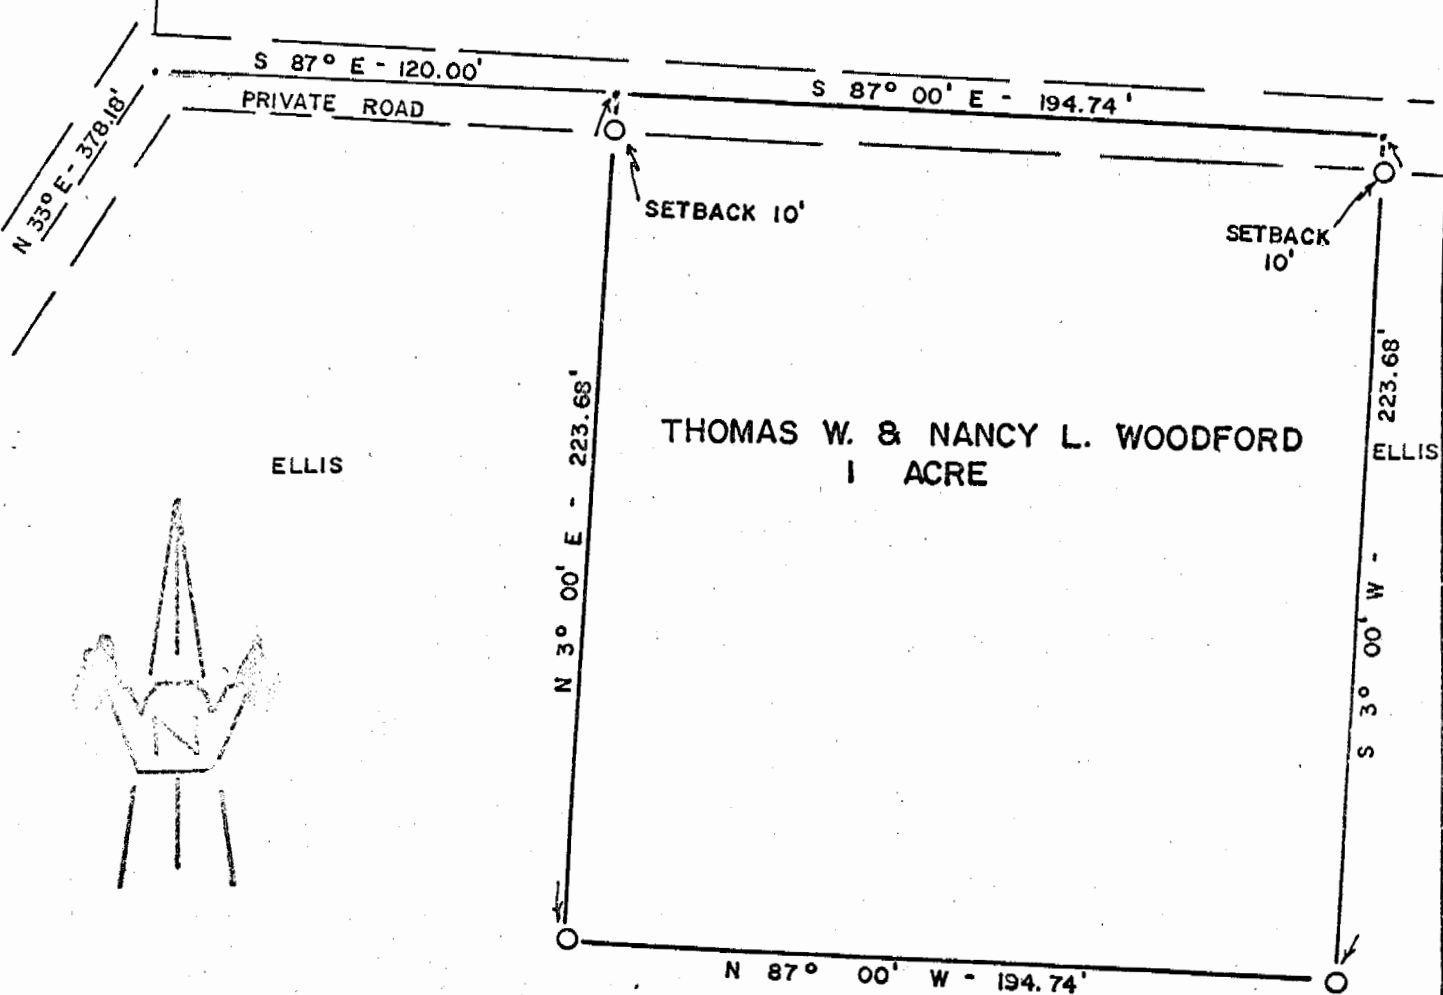 S 87° E - 120.00'
PRIVATE ROAD
S 87° 00' E - 194.74'
N 33° E - 378.18'
SETBACK 10'
SETBACK
10'
N 3° 00' E - 223.68'
THOMAS W. & NANCY L. WOODFORD
1 ACRE
S 3° 00' W - 223.68'
ELLIS
ELLIS
N
N 87° 00' W - 194.74'